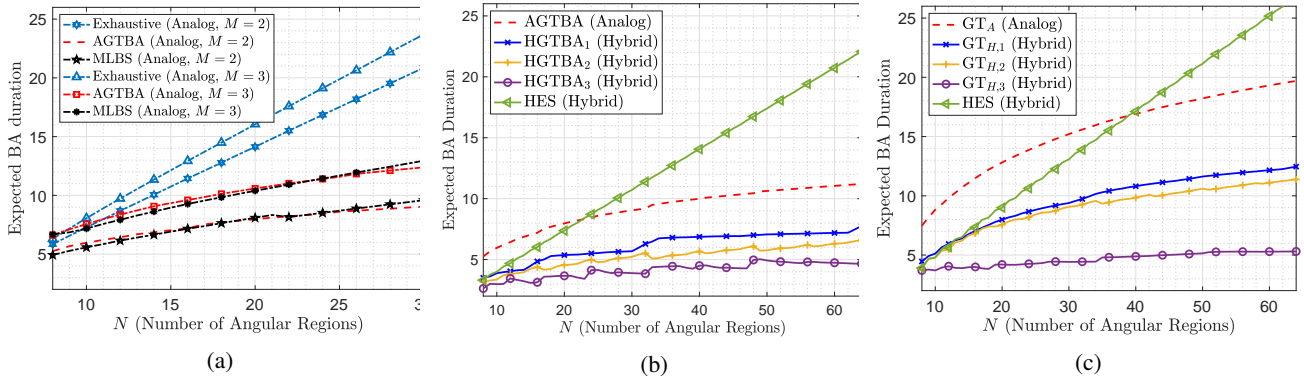 Exhaustive (Analog, M = 2)
AGTBA (Analog, M = 2)
MLBS (Analog, M = 2)
Exhaustive (Analog, M = 3)
AGTBA (Analog, M = 3)
MLBS (Analog, M = 3)
Expected BA duration
25
20
15
10
5
10
15
20
25
N (Number of Angular Regions)
(a)
AGTBA (Analog)
HGTBA1 (Hybrid)
HGTBA2 (Hybrid)
HGTBA3 (Hybrid)
HES (Hybrid)
Expected BA Duration
25
20
15
10
5
10
20
30
40
50
60
N (Number of Angular Regions)
(b)
GTA (Analog)
GTH,1 (Hybrid)
GTH,2 (Hybrid)
GTH,3 (Hybrid)
HES (Hybrid)
Expected BA Duration
25
20
15
10
5
10
20
30
40
50
60
N (Number of Angular Regions)
(c)